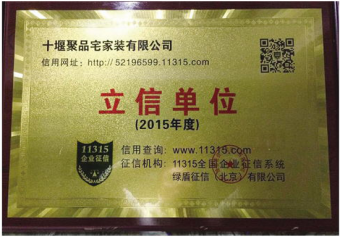 十堰聚品宅家装有限公司
信用网址：http://52196599.11315.com
立信单位
(2015年度)
11315
企业征信
信用查询：www.11315.com
征信机构：11315全国企业征信系统
绿盾征信（北京）有限公司